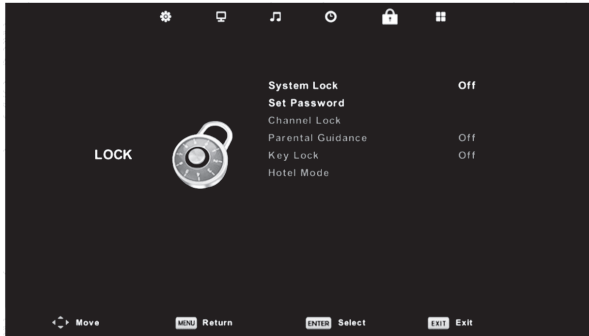 System Lock Off
Set Password
Channel Lock
Parental Guidance Off
LOCK
Key Lock Off
Hotel Mode
Move MENU Return ENTER Select EXIT Exit